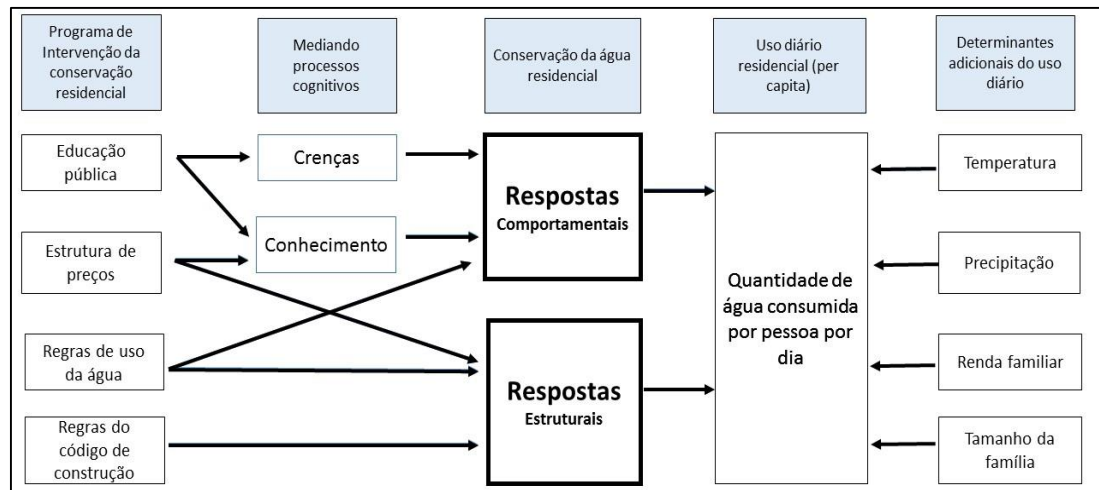 Programa de
Intervenção da
conservação
residencial
Mediando
processos
cognitivos
Conservação da água
residencial
Uso diário
residencial (per
capita)
Determinantes
adicionais do uso
diário
Educação
pública
Crenças
Respostas
Comportamentais
Temperatura
Estrutura de
preços
Conhecimento
Quantidade de
água consumida
por pessoa por
dia
Precipitação
Regras de uso
da água
Respostas
Estruturais
Renda familiar
Regras do
código de
construção
Tamanho da
família